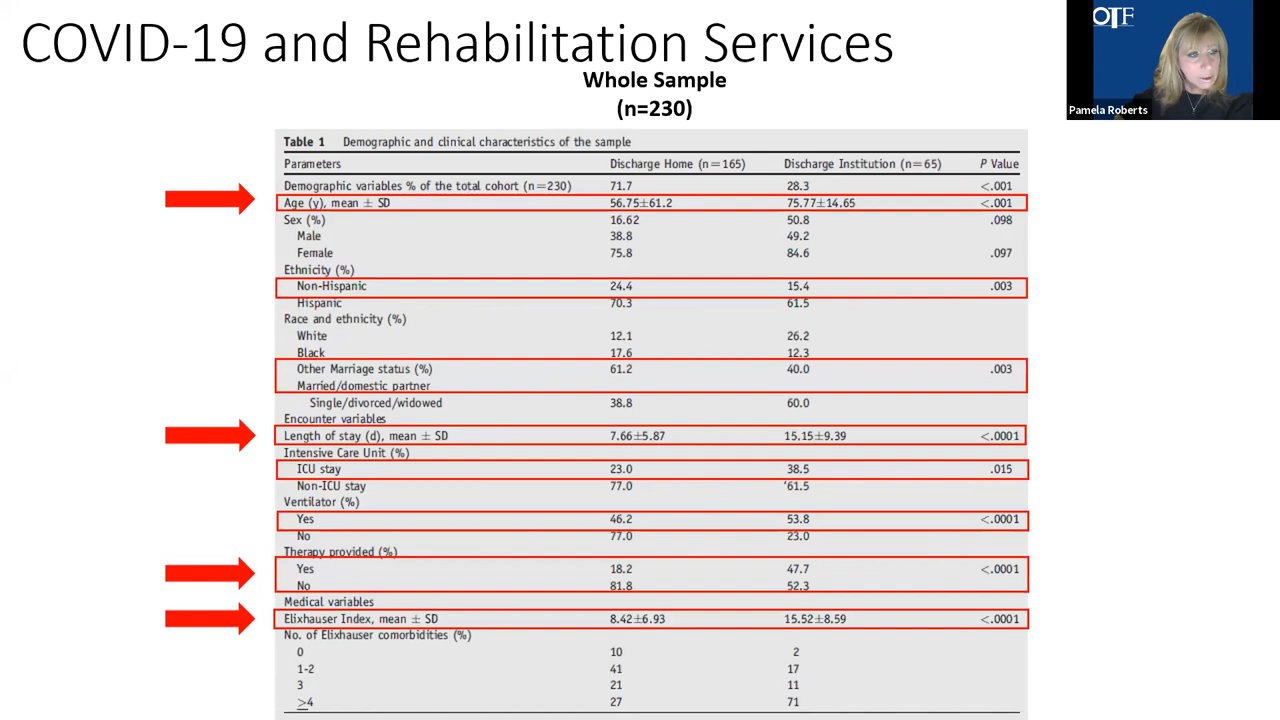 COVID-19 and Rehabilitation Services
OTF
Pamela Roberts
Whole Sample
(n=230)
Table 1 Demographic and clinical characteristics of the sample
Parameters Discharge Home (n=165) Discharge Institution (n=65) P Value
Demographic variables % of the total cohort (n=230) 71.7 28.3 <.001
Age (y), mean ± SD 56.75±61.2 75.77±14.65 <.001
Sex (%) 16.62 50.8 .098
Male 38.8 49.2
Female 75.8 84.6 .097
Ethnicity (%)
Non-Hispanic 24.4 15.4 .003
Hispanic 70.3 61.5
Race and ethnicity (%)
White 12.1 26.2
Black 17.6 12.3
Other Marriage status (%) 61.2 40.0 .003
Married/domestic partner
Single/divorced/widowed 38.8 60.0
Encounter variables
Length of stay (d), mean ± SD 7.66±5.87 15.15±9.39 <.0001
Intensive Care Unit (%)
ICU stay 23.0 38.5 .015
Non-ICU stay 77.0 ‘61.5
Ventilator (%)
Yes 46.2 53.8 <.0001
No 77.0 23.0
Therapy provided (%)
Yes 18.2 47.7 <.0001
No 81.8 52.3
Medical variables
Elixhauser Index, mean ± SD 8.42±6.93 15.52±8.59 <.0001
No. of Elixhauser comorbidities (%)
0 10 2
1-2 41 17
3 21 11
≥4 27 71